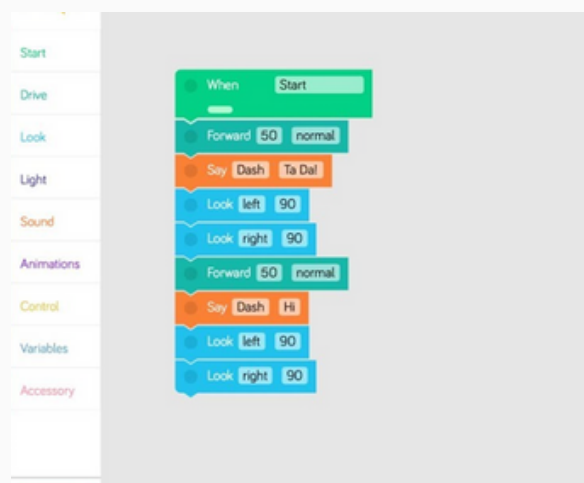 Start
Drive
Look
Light
Sound
Animations
Control
Variables
Accessory
When Start
Forward 50 normal
Say Dash Ta Da!
Look left 90
Look right 90
Forward 50 normal
Say Dash Hi
Look left 90
Look right 90